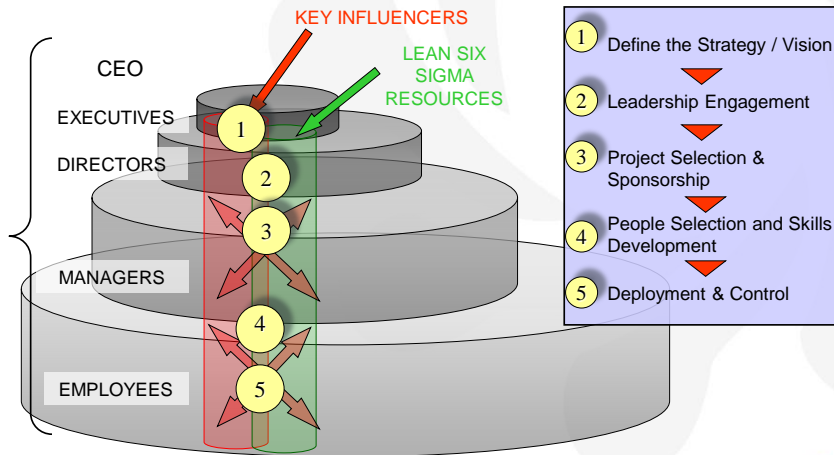 KEY INFLUENCERS
LEAN SIX
SIGMA
RESOURCES
CEO
EXECUTIVES
DIRECTORS
MANAGERS
EMPLOYEES
1
2
3
4
5
1 Define the Strategy / Vision
2 Leadership Engagement
3 Project Selection &
Sponsorship
4 People Selection and Skills
Development
5 Deployment & Control